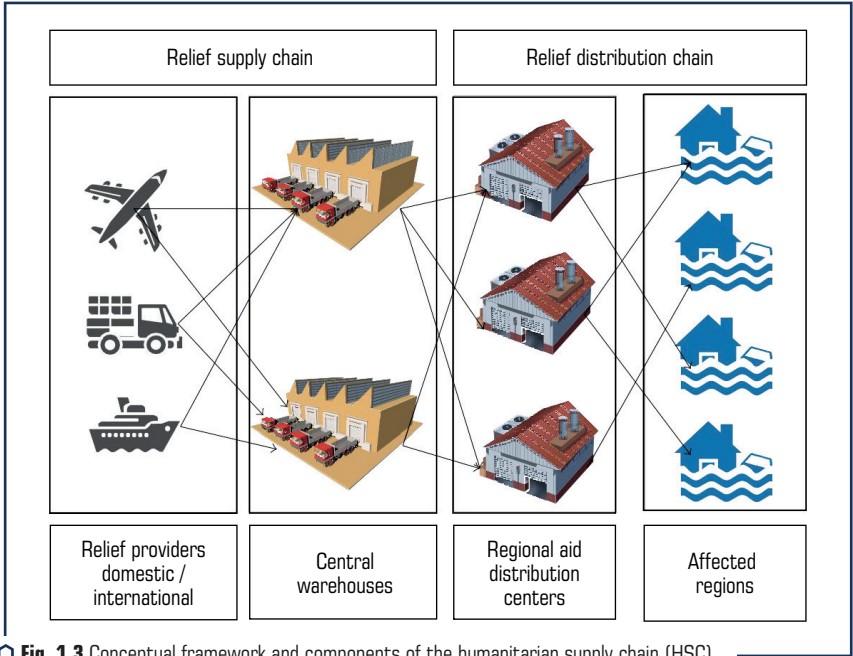 Relief supply chain
Relief distribution chain
Relief providers
domestic /
international
Central
warehouses
Regional aid
distribution
centers
Affected
regions
Fig. 1.3 Conceptual framework and components of the humanitarian supply chain (HSC)